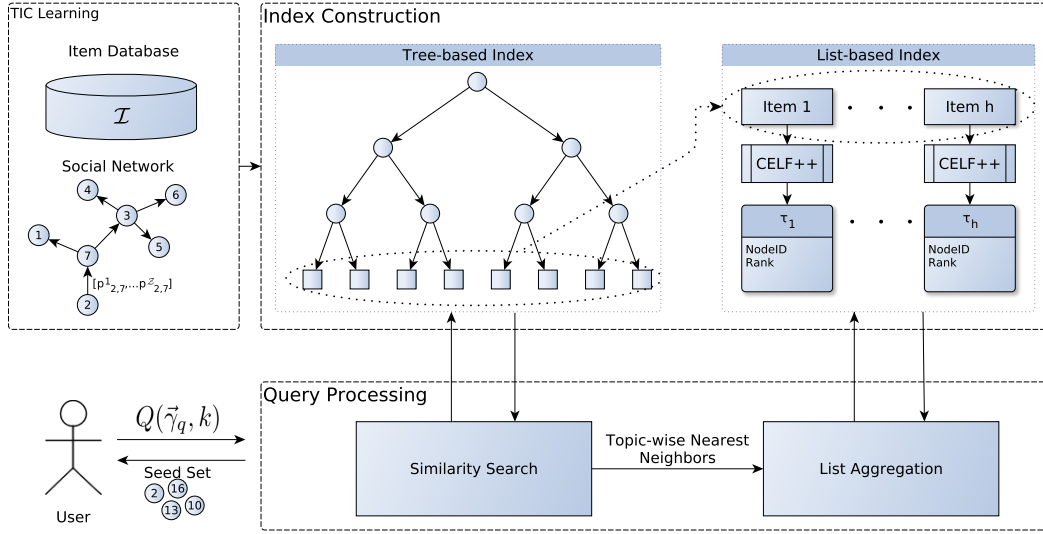 TIC Learning
Item Database
ℐ
Social Network
4
6
3
1
5
7
[p¹₂,₇,...pᶻ₂,₇]
2
Index Construction
Tree-based Index
List-based Index
Item 1
. . .
Item h
CELF++
CELF++
τ₁
. . .
τₕ
NodeID
Rank
NodeID
Rank
Query Processing
Similarity Search
Topic-wise Nearest
Neighbors
List Aggregation
Q(γ⃗_q, k)
Seed Set
2
16
13
10
User